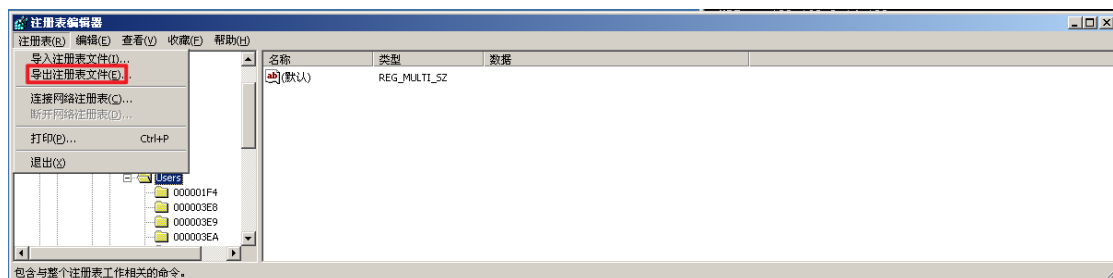 注册表编辑器
注册表(R) 编辑(E) 查看(V) 收藏(F) 帮助(H)
导入注册表文件(I)...
导出注册表文件(E)...
连接网络注册表(C)...
断开网络注册表(D)...
打印(P)... Ctrl+P
退出(X)
Users
000001F4
000003E8
000003E9
000003EA
名称 类型 数据
ab (默认) REG_MULTI_SZ
包含与整个注册表工作相关的命令。